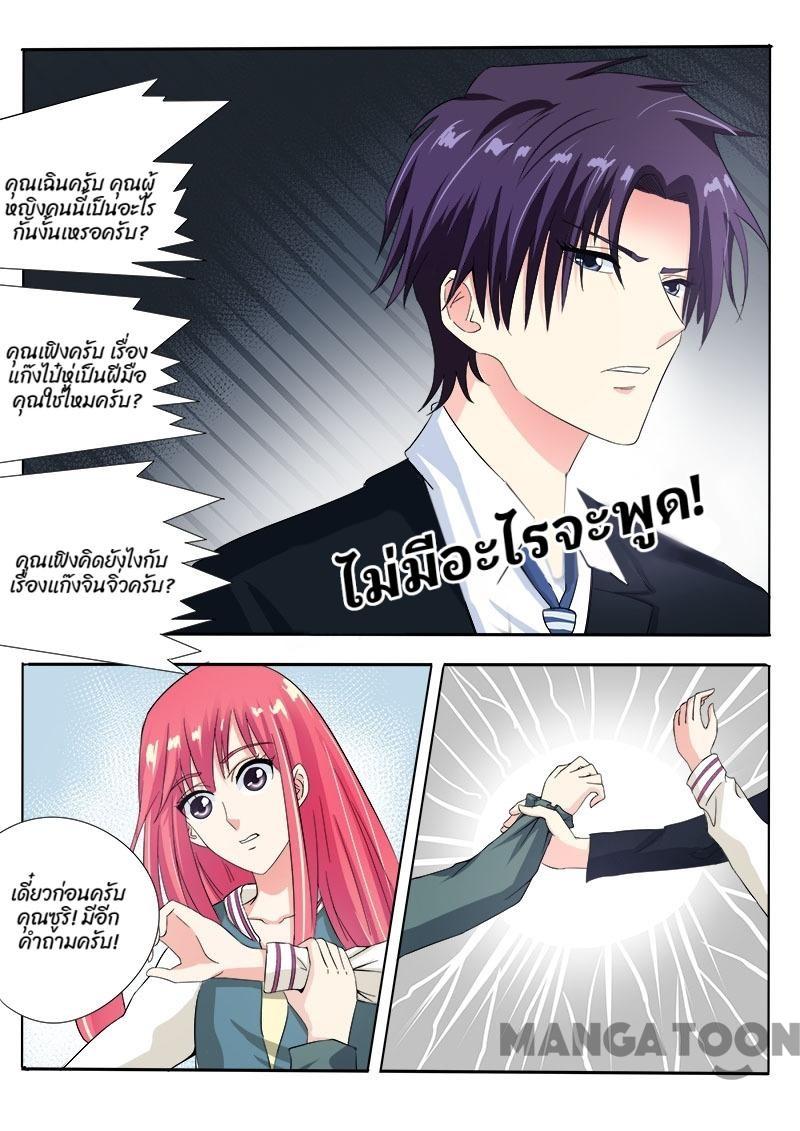 คุณเฉินครับ คุณผู้
หญิงคนนี้เป็นอะไร
กันงั้นเหรอครับ?
คุณเฟิงครับ เรื่อง
แก๊งไป๋หู่เป็นฝีมือ
คุณใช่ไหมครับ?
คุณเฟิงคิดยังไงกับ
เรื่องแก๊งจินจิ่วครับ?
ไม่มีอะไรจะพูด!
เดี๋ยวก่อนครับ
คุณซูริ! มีอีก
คำถามครับ!
MANGATOON